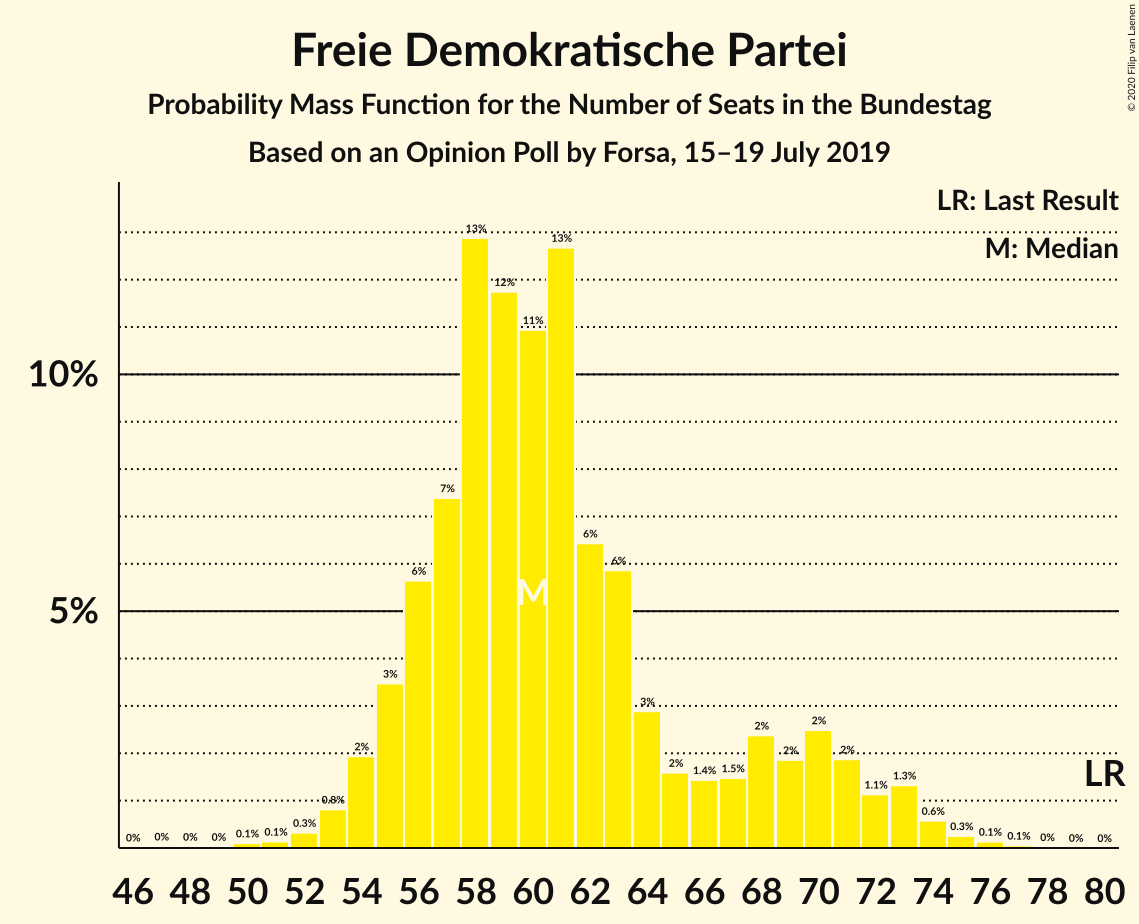 Freie Demokratische Partei
Probability Mass Function for the Number of Seats in the Bundestag
Based on an Opinion Poll by Forsa, 15–19 July 2019
© 2020 Filip van Laenen
LR: Last Result
M: Median
10%
5%
0% 0% 0% 0% 0.1% 0.1% 0.3% 0.8% 2% 3% 6% 7% 13% 12% 11% 13% 6% 6% 3% 2% 1.4% 1.5% 2% 2% 2% 2% 1.1% 1.3% 0.6% 0.3% 0.1% 0.1% 0% 0% 0%
M
LR
46 48 50 52 54 56 58 60 62 64 66 68 70 72 74 76 78 80